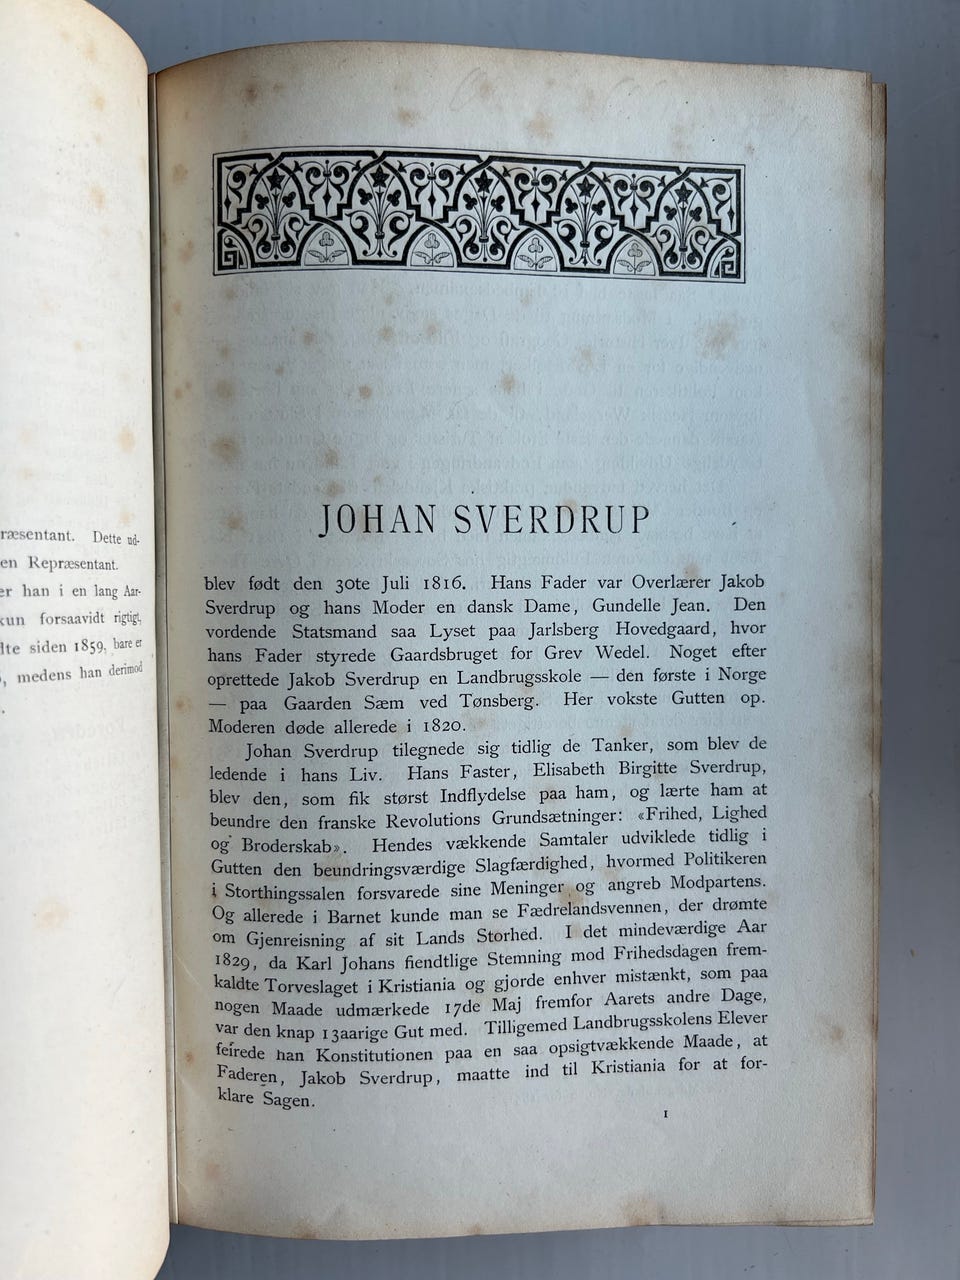 ræsentant. Dette ud-
en Repræsentant.
er han i en lang Aar-
kun forsaavidt rigtigt,
lte siden 1859, bare et
, medens han derimod
JOHAN SVERDRUP
blev født den 30te Juli 1816. Hans Fader var Overlærer Jakob
Sverdrup og hans Moder en dansk Dame, Gundelle Jean. Den
vordende Statsmand saa Lyset paa Jarlsberg Hovedgaard, hvor
hans Fader styrede Gaardsbruget for Grev Wedel. Noget efter
oprettede Jakob Sverdrup en Landbrugsskole — den første i Norge
— paa Gaarden Sæm ved Tønsberg. Her vokste Gutten op.
Moderen døde allerede i 1820.
Johan Sverdrup tilegnede sig tidlig de Tanker, som blev de
ledende i hans Liv. Hans Faster, Elisabeth Birgitte Sverdrup,
blev den, som fik størst Indflydelse paa ham, og lærte ham at
beundre den franske Revolutions Grundsætninger: «Frihed, Lighed
og Broderskab». Hendes vækkende Samtaler udviklede tidlig i
Gutten den beundringsværdige Slagfærdighed, hvormed Politikeren
i Storthingssalen forsvarede sine Meninger og angreb Modpartens.
Og allerede i Barnet kunde man se Fædrelandsvennen, der drømte
om Gjenreisning af sit Lands Storhed. I det mindeværdige Aar
1829, da Karl Johans fiendtlige Stemning mod Frihedsdagen frem-
kaldte Torveslaget i Kristiania og gjorde enhver mistænkt, som paa
nogen Maade udmærkede 17de Maj fremfor Aarets andre Dage,
var den knap 13aarige Gut med. Tilligemed Landbrugsskolens Elever
feirede han Konstitutionen paa en saa opsigtvækkende Maade, at
Faderen, Jakob Sverdrup, maatte ind til Kristiania for at for-
klare Sagen.
1